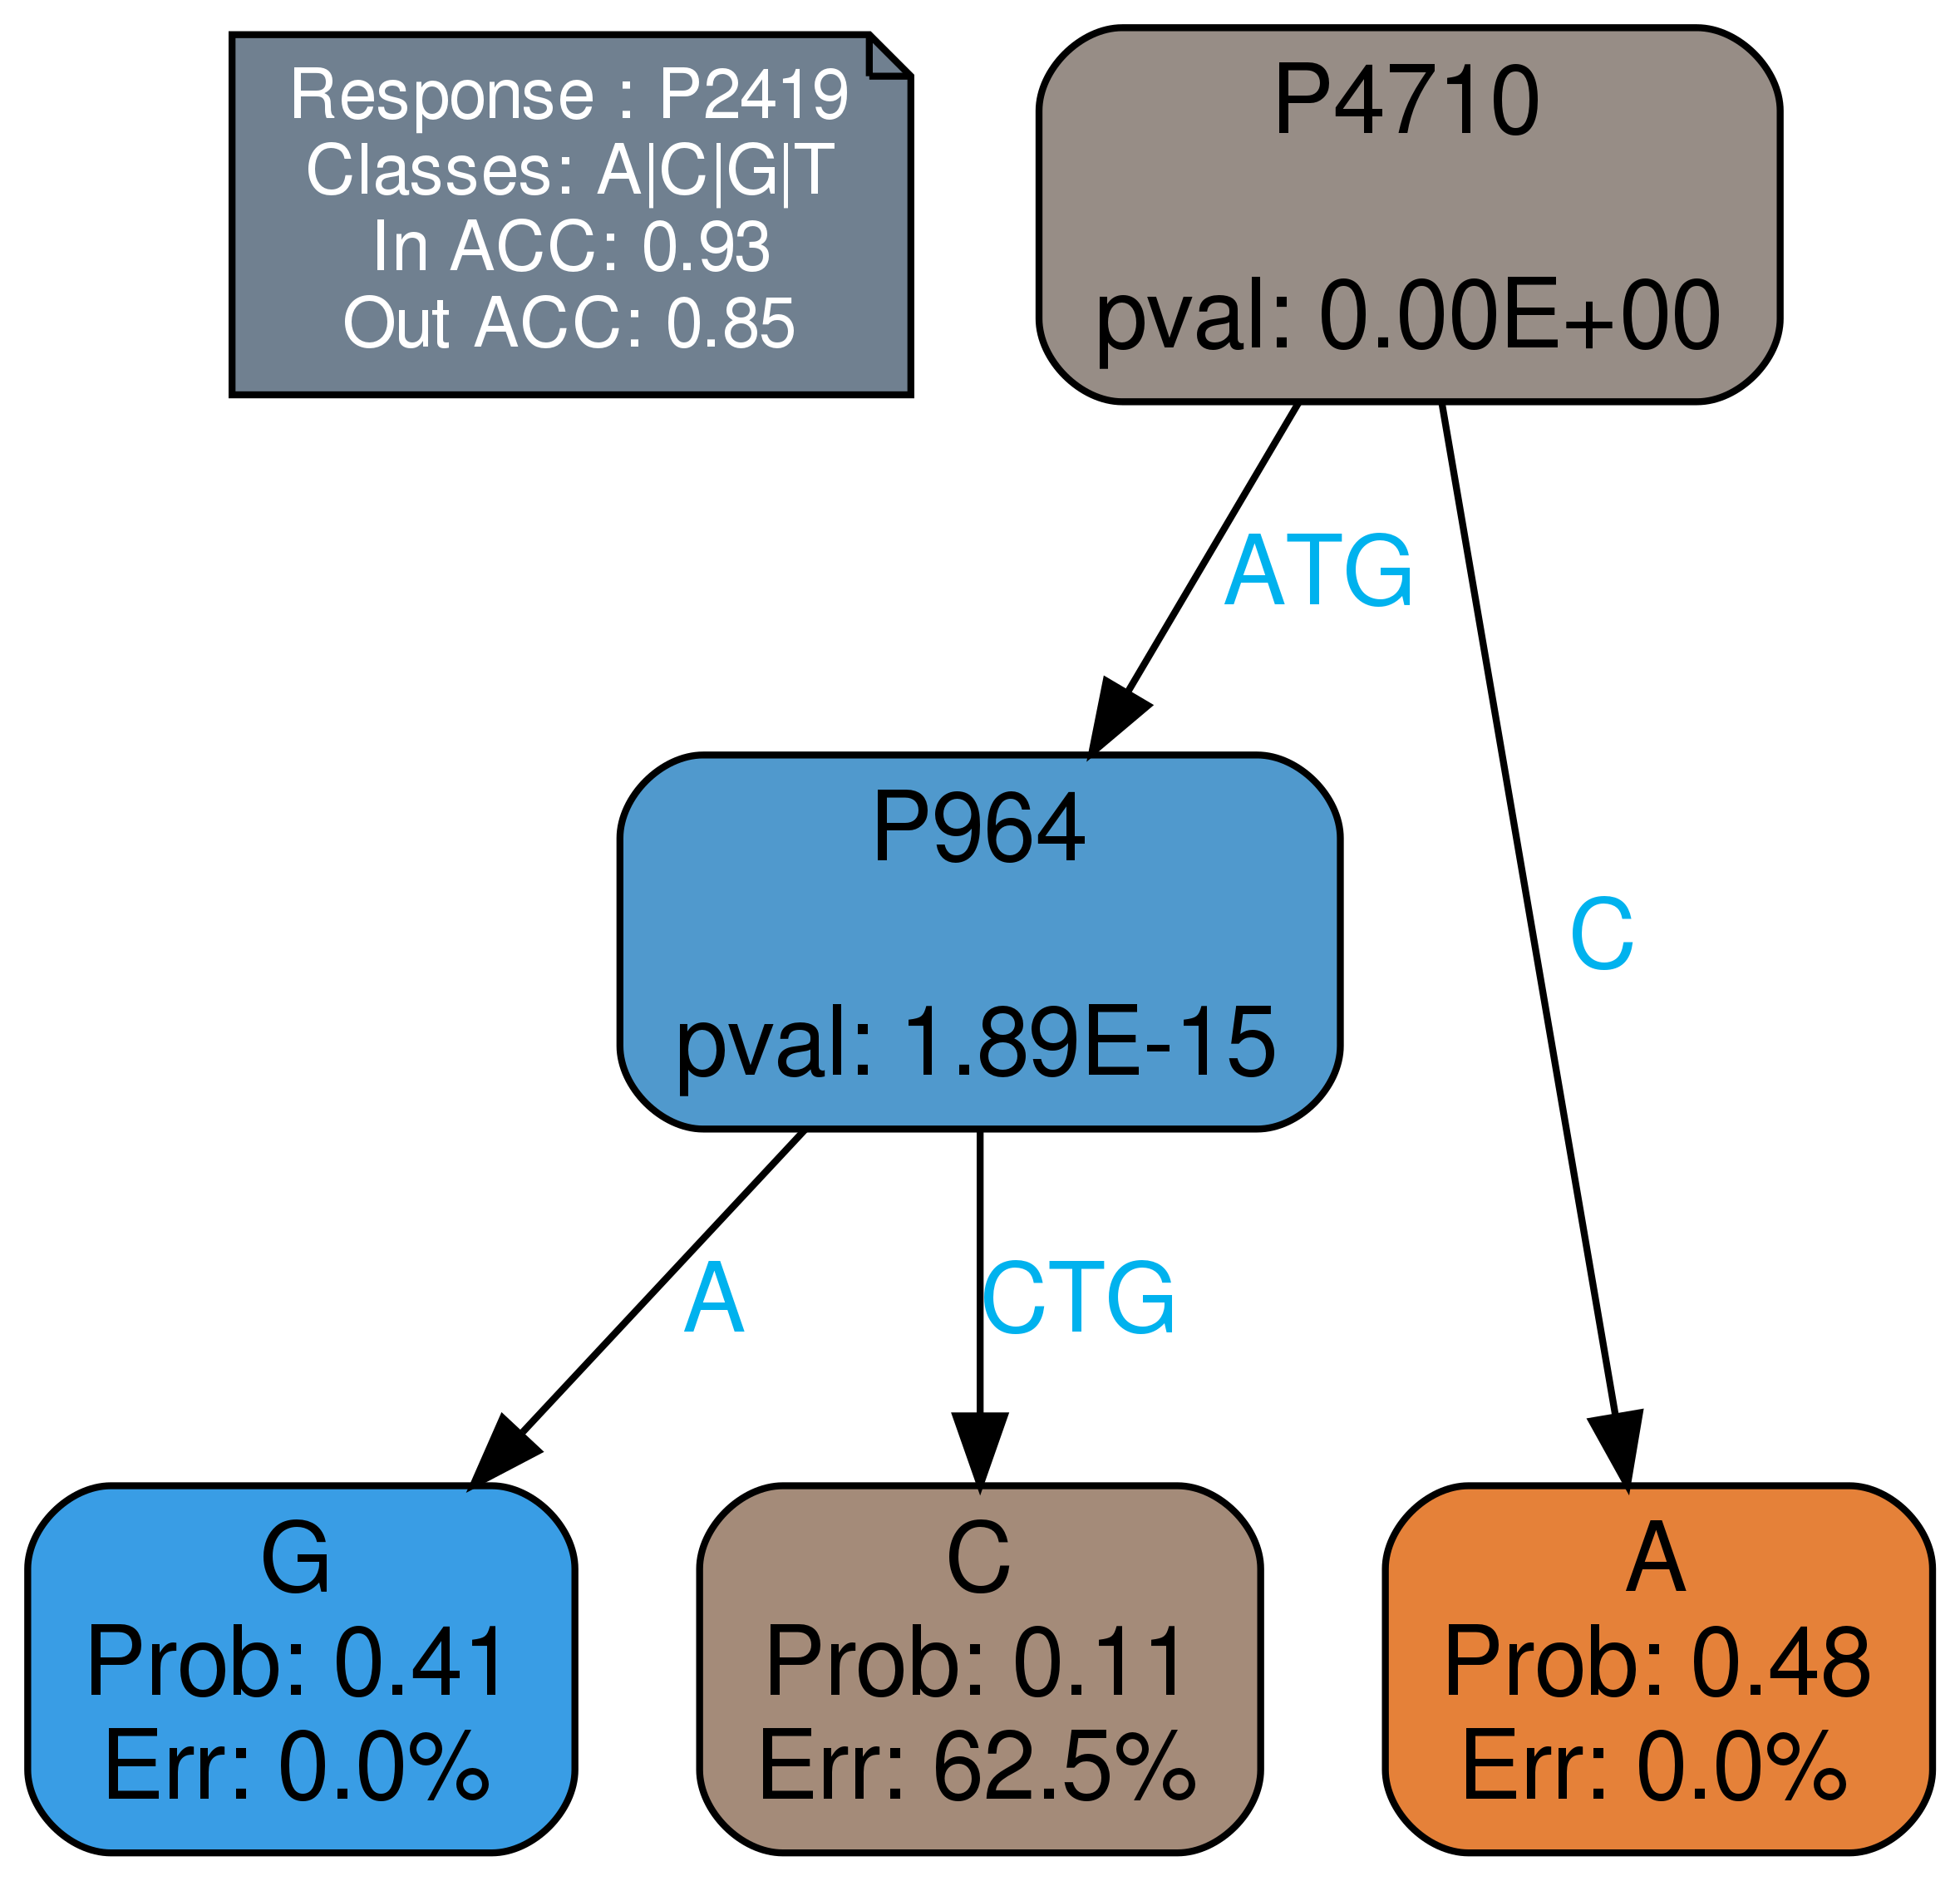 Response : P2419
Classes: A|C|G|T
In ACC: 0.93
Out ACC: 0.85
P4710
pval: 0.00E+00
ATG
P964
pval: 1.89E-15
C
A
CTG
G
Prob: 0.41
Err: 0.0%
C
Prob: 0.11
Err: 62.5%
A
Prob: 0.48
Err: 0.0%